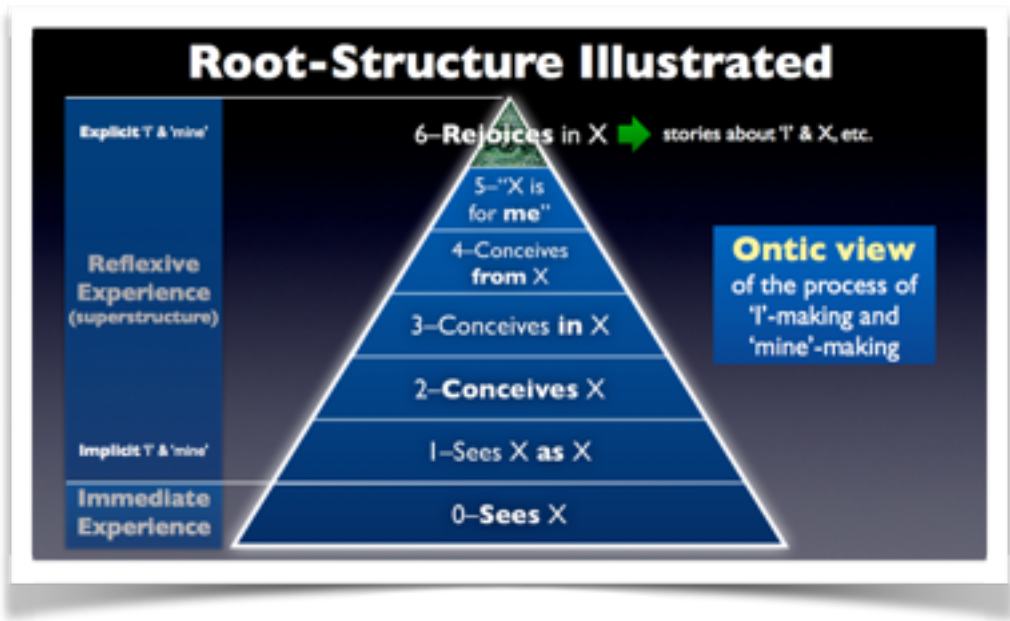 Root-Structure Illustrated
Explicit 'I' & 'mine'
6–Rejoices in X
stories about 'I' & X, etc.
5–"X is
for me"
4–Conceives
from X
Reflexive
Experience
(superstructure)
Ontic view
of the process of
'I'-making and
'mine'-making
3–Conceives in X
2–Conceives X
Implicit 'I' & 'mine'
1–Sees X as X
Immediate
Experience
0–Sees X